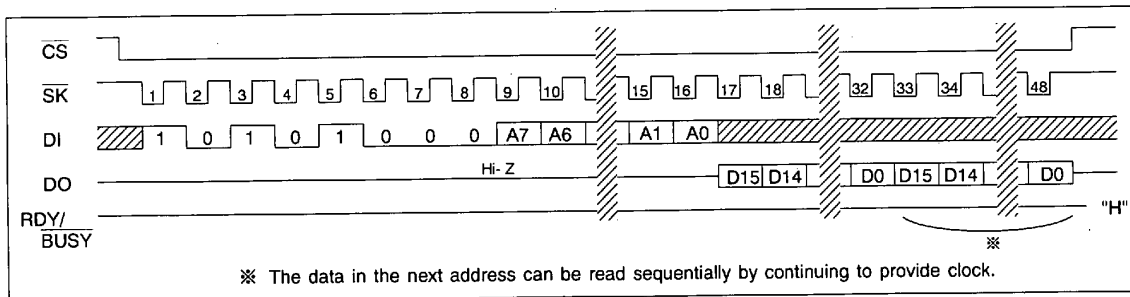 CS
SK 1 2 3 4 5 6 7 8 9 10 15 16 17 18 32 33 34 48
DI 1 0 1 0 1 0 0 0 A7 A6 A1 A0
Hi- Z
DO D15 D14 D0 D15 D14 D0
RDY/
BUSY
"H"
※
※ The data in the next address can be read sequentially by continuing to provide clock.